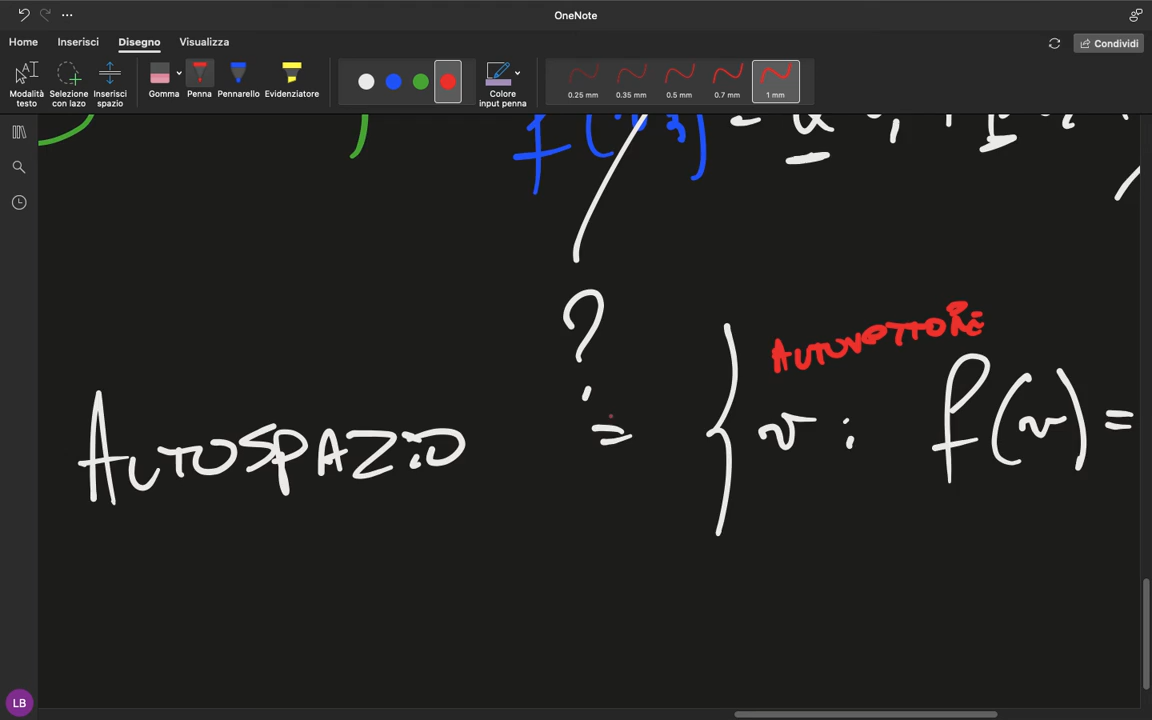 OneNote
Home Inserisci Disegno Visualizza
Condividi
Modalità testo
Selezione con lazo
Inserisci spazio
Gomma
Penna
Pennarello
Evidenziatore
Colore input penna
0.25 mm 0.35 mm 0.5 mm 0.7 mm 1 mm
?
AUTOVETTORE
AUTOSPAZIO = { v : f(v) =
LB